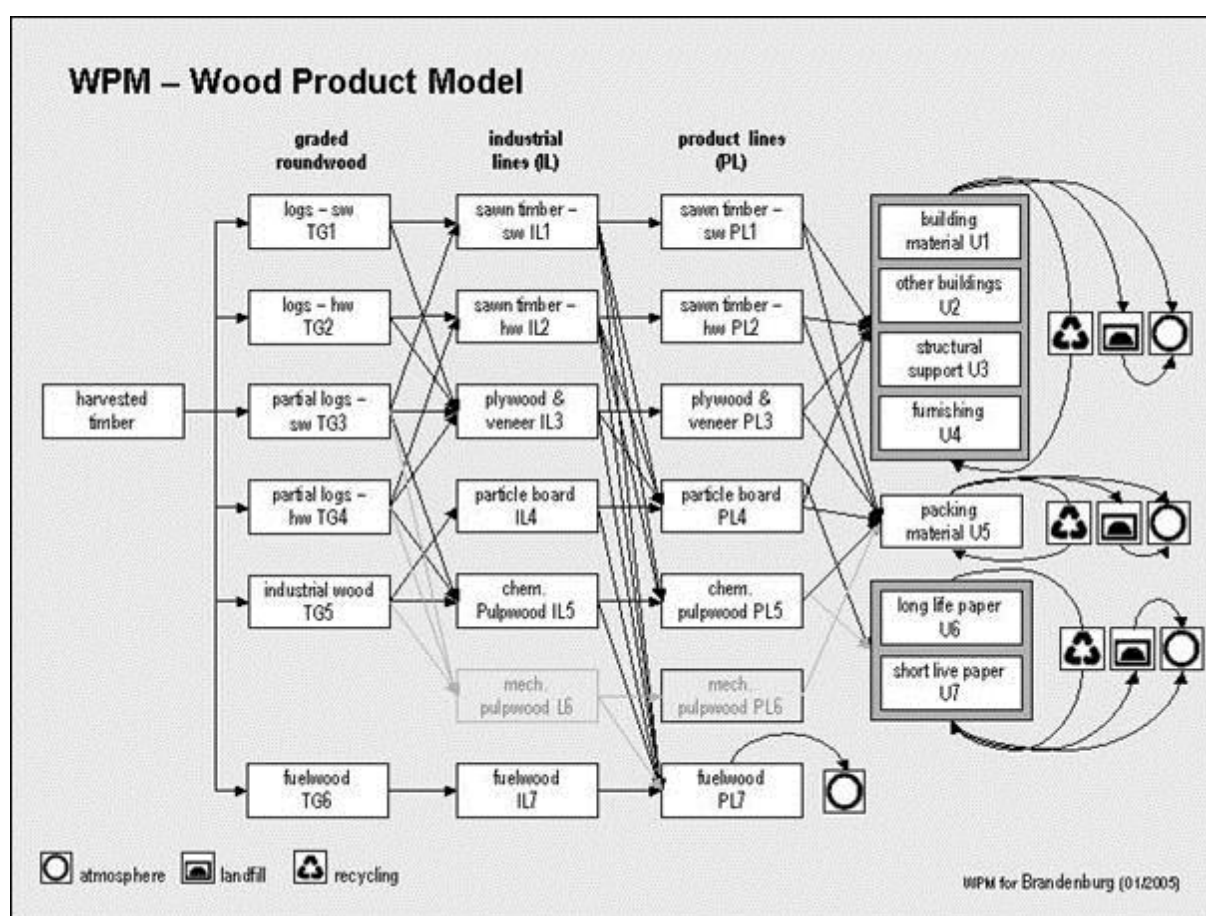 WPM – Wood Product Model
graded
roundwood
industrial
lines (IL)
product lines
(PL)
harvested
timber
logs – sw
TG1
logs – hw
TG2
partial logs –
sw TG3
partial logs –
hw TG4
industrial wood
TG5
fuelwood
TG6
sawn timber –
sw IL1
sawn timber –
hw IL2
plywood &
veneer IL3
particle board
IL4
chem.
Pulpwood IL5
mech.
pulpwood L6
fuelwood
IL7
sawn timber –
sw PL1
sawn timber –
hw PL2
plywood &
veneer PL3
particle board
PL4
chem.
pulpwood PL5
mech.
pulpwood PL6
fuelwood
PL7
building
material U1
other buildings
U2
structural
support U3
furnishing
U4
packing
material U5
long life paper
U6
short live paper
U7
atmosphere
landfill
recycling
WPM for Brandenburg (01/2005)